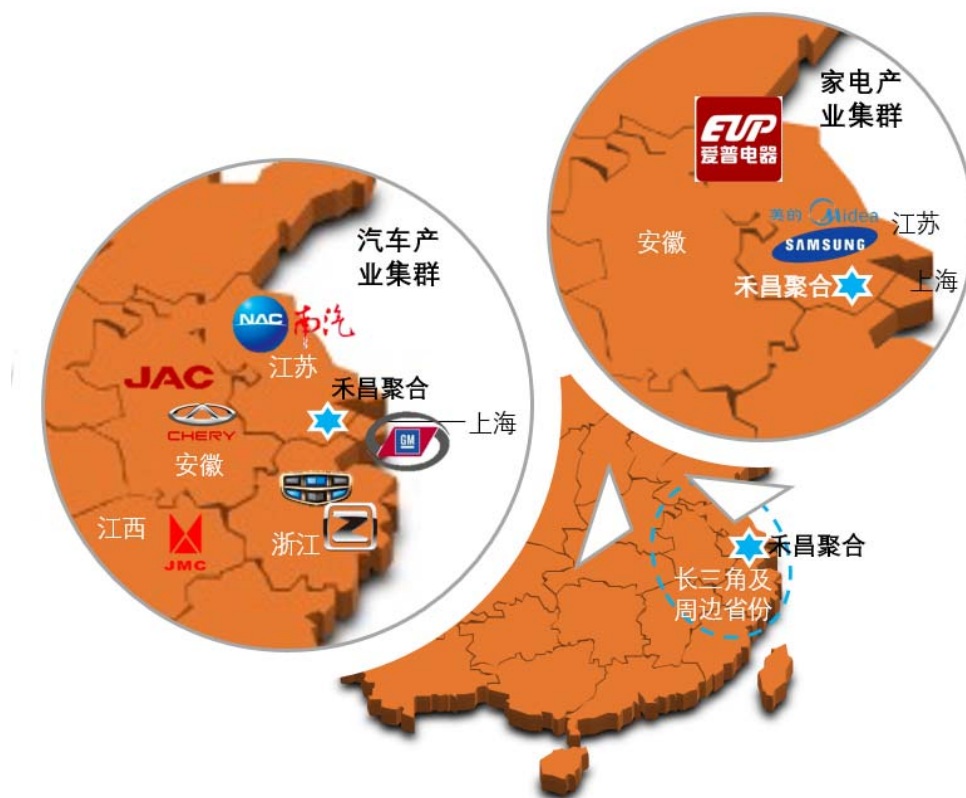 家电产
业集群
EUP
爱普电器
美的 Midea
江苏
SAMSUNG
安徽
禾昌聚合
上海
汽车产
业集群
NAC 南汽
江苏
JAC
禾昌聚合
CHERY
上海
GM
安徽
江西
浙江
JMC
禾昌聚合
长三角及
周边省份